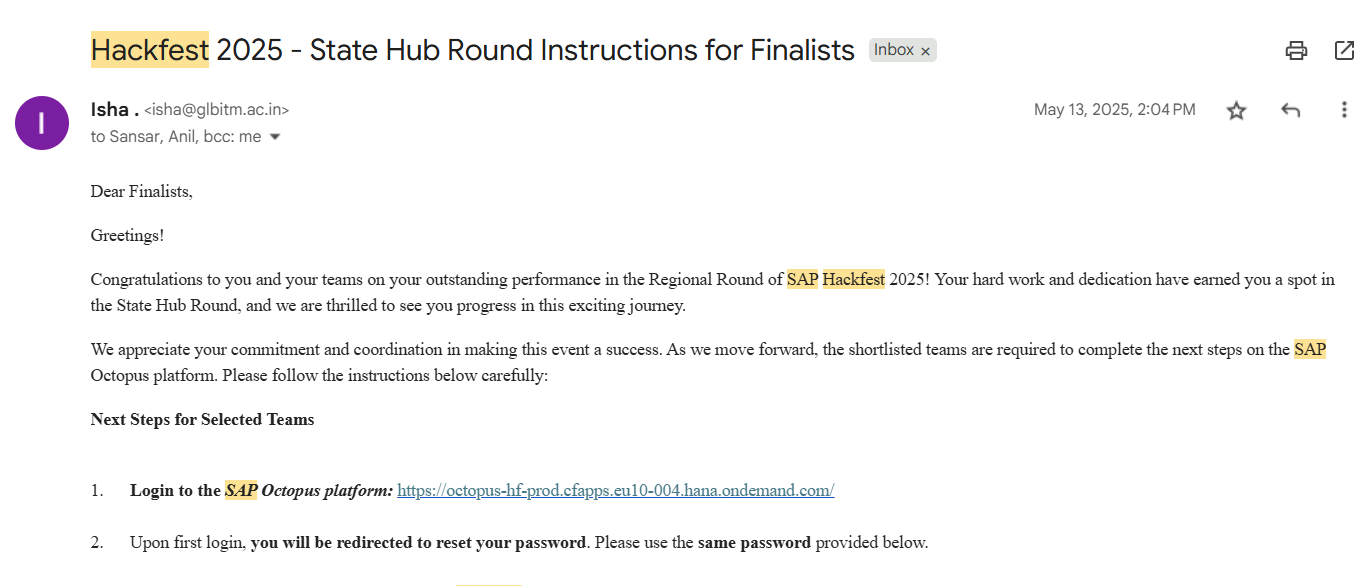 Hackfest 2025 - State Hub Round Instructions for Finalists Inbox x
I
Isha . <isha@glbitm.ac.in>
May 13, 2025, 2:04 PM
to Sansar, Anil, bcc: me
Dear Finalists,
Greetings!
Congratulations to you and your teams on your outstanding performance in the Regional Round of SAP Hackfest 2025! Your hard work and dedication have earned you a spot in
the State Hub Round, and we are thrilled to see you progress in this exciting journey.
We appreciate your commitment and coordination in making this event a success. As we move forward, the shortlisted teams are required to complete the next steps on the SAP
Octopus platform. Please follow the instructions below carefully:
Next Steps for Selected Teams
1. Login to the SAP Octopus platform: https://octopus-hf-prod.cfapps.eu10-004.hana.ondemand.com/
2. Upon first login, you will be redirected to reset your password. Please use the same password provided below.